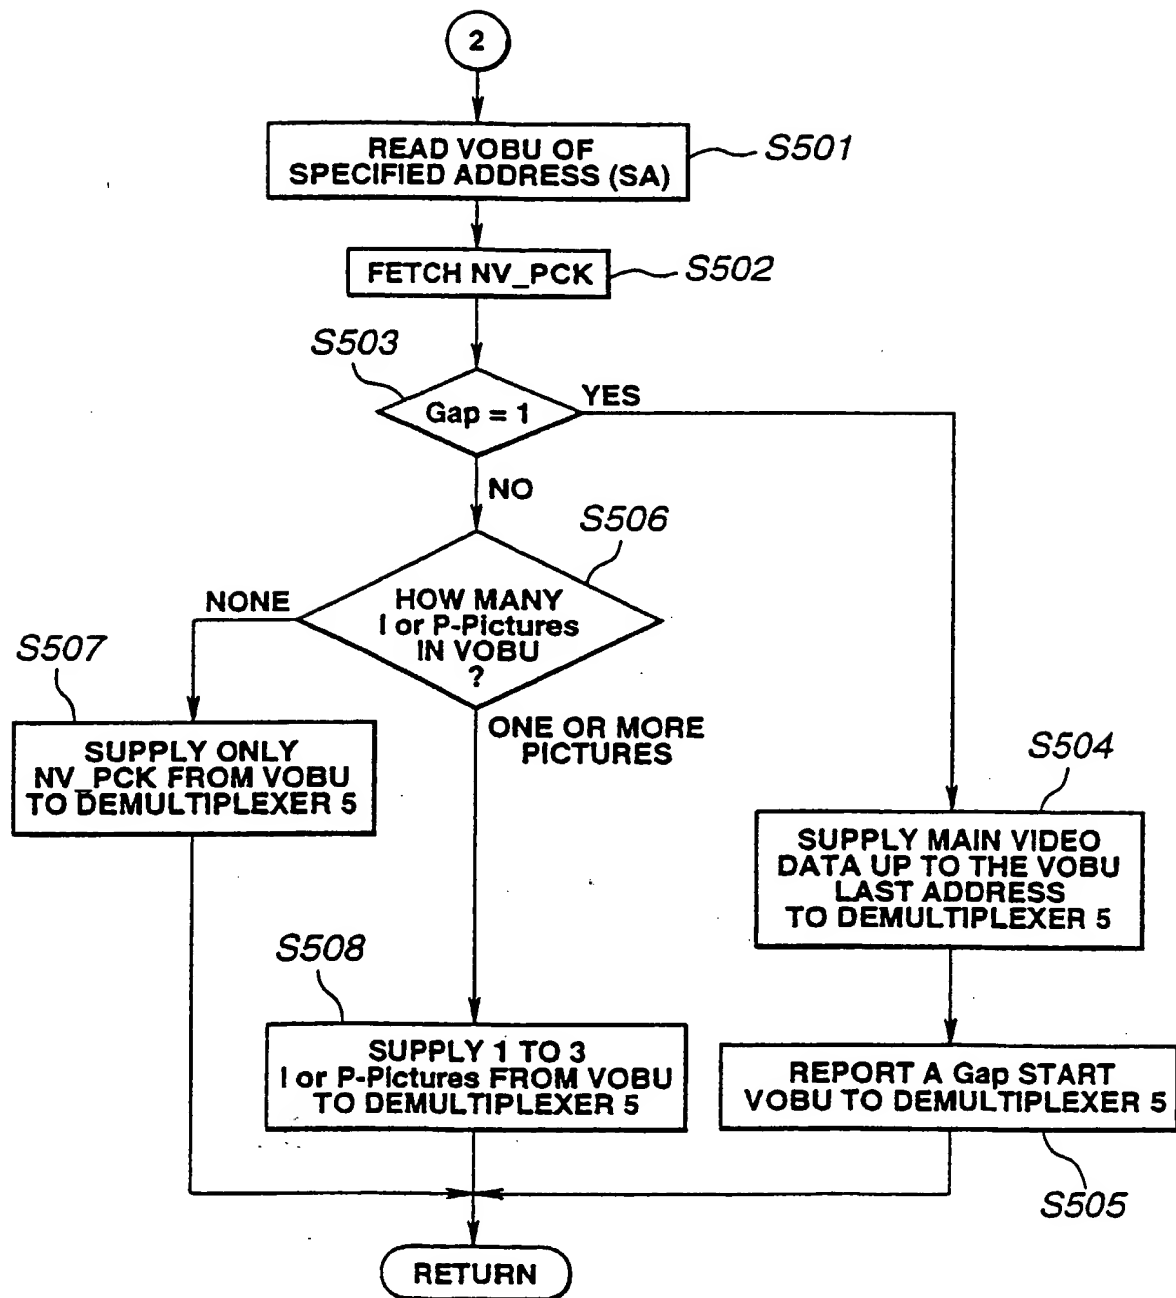 2
READ VOBU OF
SPECIFIED ADDRESS (SA)
S501
FETCH NV_PCK
S502
S503
Gap = 1
YES
NO
S506
HOW MANY
I or P-Pictures
IN VOBU
?
NONE
S507
SUPPLY ONLY
NV_PCK FROM VOBU
TO DEMULTIPLEXER 5
ONE OR MORE
PICTURES
S504
SUPPLY MAIN VIDEO
DATA UP TO THE VOBU
LAST ADDRESS
TO DEMULTIPLEXER 5
S508
SUPPLY 1 TO 3
I or P-Pictures FROM VOBU
TO DEMULTIPLEXER 5
REPORT A Gap START
VOBU TO DEMULTIPLEXER 5
S505
RETURN